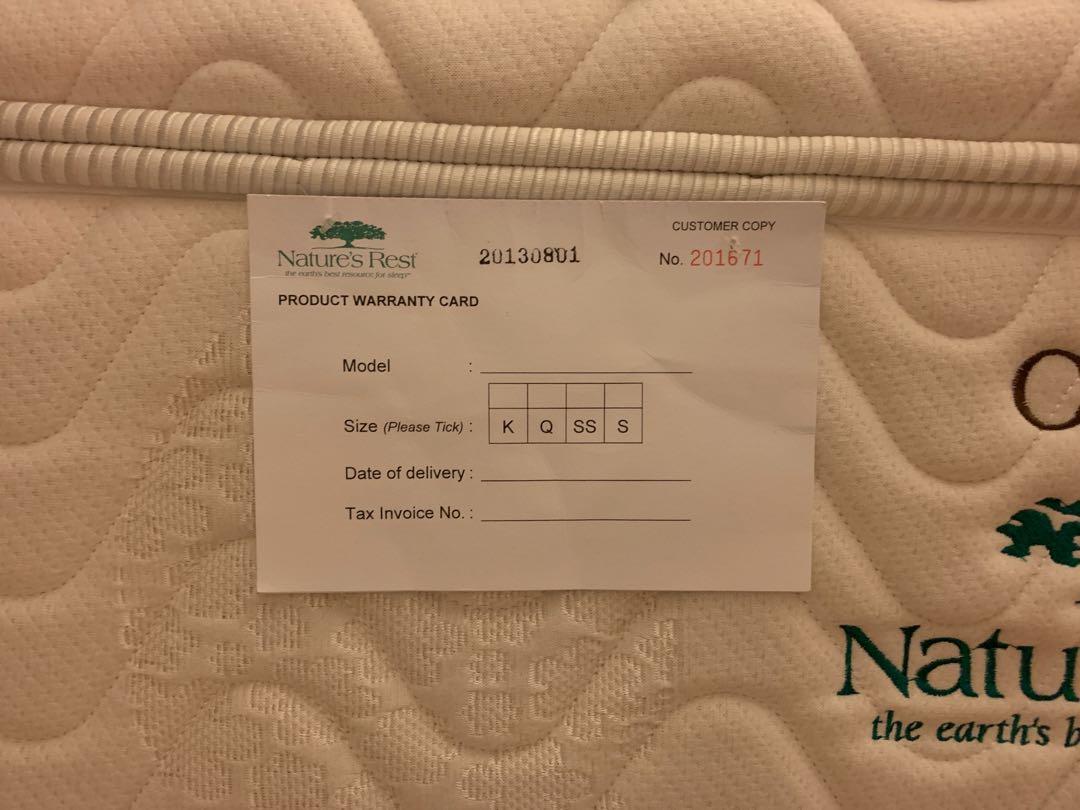 CUSTOMER COPY
Nature's Rest
the earth's best resource for sleep™
20130801
No. 201671
PRODUCT WARRANTY CARD
Model :
Size (Please Tick) : K Q SS S
Date of delivery :
Tax Invoice No. :
O
Natu
the earth's b